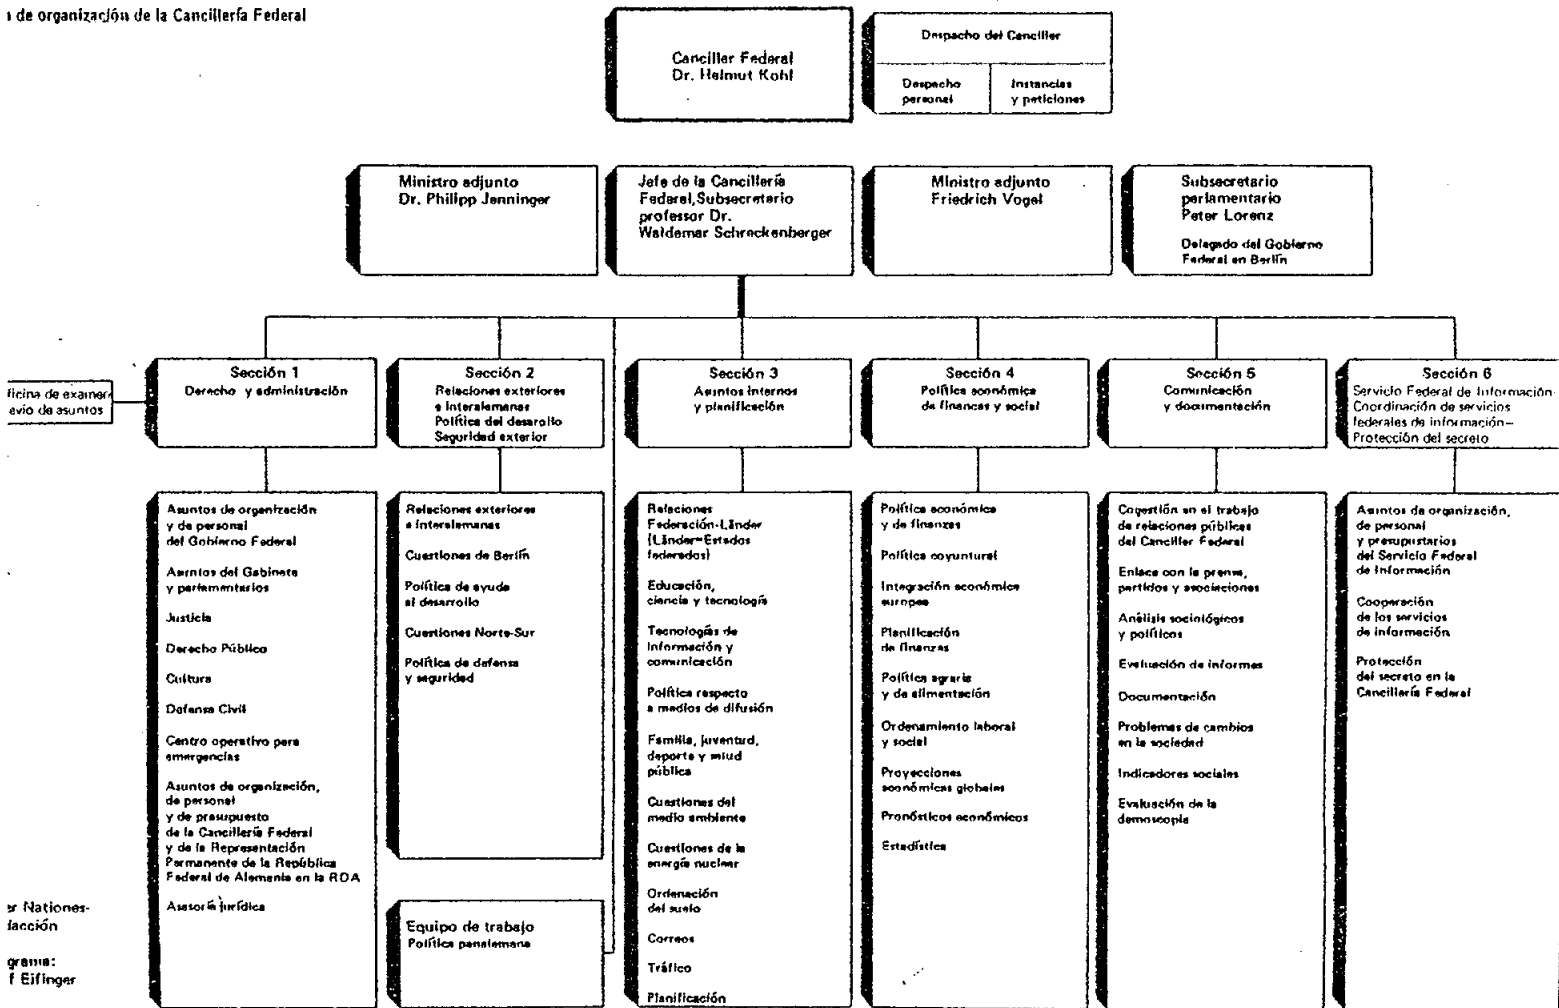 de organización de la Cancillería Federal
Canciller Federal
Dr. Helmut Kohl
Despacho del Canciller
Despacho
personal
Instancias
y peticiones
Ministro adjunto
Dr. Philipp Jenninger
Jefe de la Cancillería
Federal, Subsecretario
professor Dr.
Waldemar Schreckenberger
Ministro adjunto
Friedrich Vogel
Subsecretario
parlamentario
Peter Lorenz
Delegado del Gobierno
Federal en Berlín
ficina de examen
evio de asuntos
Sección 1
Derecho y administración
Sección 2
Relaciones exteriores
e Interalemanas
Política del desarollo
Seguridad exterior
Sección 3
Asuntos internos
y planificación
Sección 4
Política económica
de finanzas y social
Sección 5
Comunicación
y documentación
Sección 6
Servicio Federal de Información-
Coordinación de servicios
federales de información–
Protección del secreto
Asuntos de organización
y de personal
del Gobierno Federal
Asuntos del Gabinete
y parlamentarios
Justicia
Derecho Público
Cultura
Defensa Civil
Centro operativo para
emergencias
Asuntos de organización,
de personal
y de presupuesto
de la Cancillería Federal
y de la Representación
Permanente de la República
Federal de Alemania en la RDA
Asesoría jurídica
Relaciones exteriores
e Interalemanas
Cuestiones de Berlín
Política de ayuda
al desarrollo
Cuestiones Norte-Sur
Política de defensa
y seguridad
Equipo de trabajo
Política panalemana
Relaciones
Federación-Länder
(Länder=Estados
federados)
Educación,
ciencia y tecnología
Tecnologías de
Información y
comunicación
Política respecto
a medios de difusión
Familia, juventud,
deporte y salud
pública
Cuestiones del
medio ambiente
Cuestiones de la
energía nuclear
Ordenación
del suelo
Correos
Tráfico
Planificación
Política económica
y de finanzas
Política coyuntural
Integración económica
europea
Planificación
de finanzas
Política agraria
y de alimentación
Ordenamiento laboral
y social
Proyecciones
económicas globales
Pronósticos económicos
Estadística
Cogestión en el trabajo
de relaciones públicas
del Canciller Federal
Enlace con la prensa,
partidos y asociaciones
Análisis sociológicos
y políticos
Evaluación de informes
Documentación
Problemas de cambios
en la sociedad
Indicadores sociales
Evaluación de la
demoscopia
Asuntos de organización,
de personal
y presupustarios
del Servicio Federal
de Información
Cooperación
de los servicios
de información
Protección
del secreto en la
Cancillería Federal
er Nationes-
dacción
grama:
f Eifinger